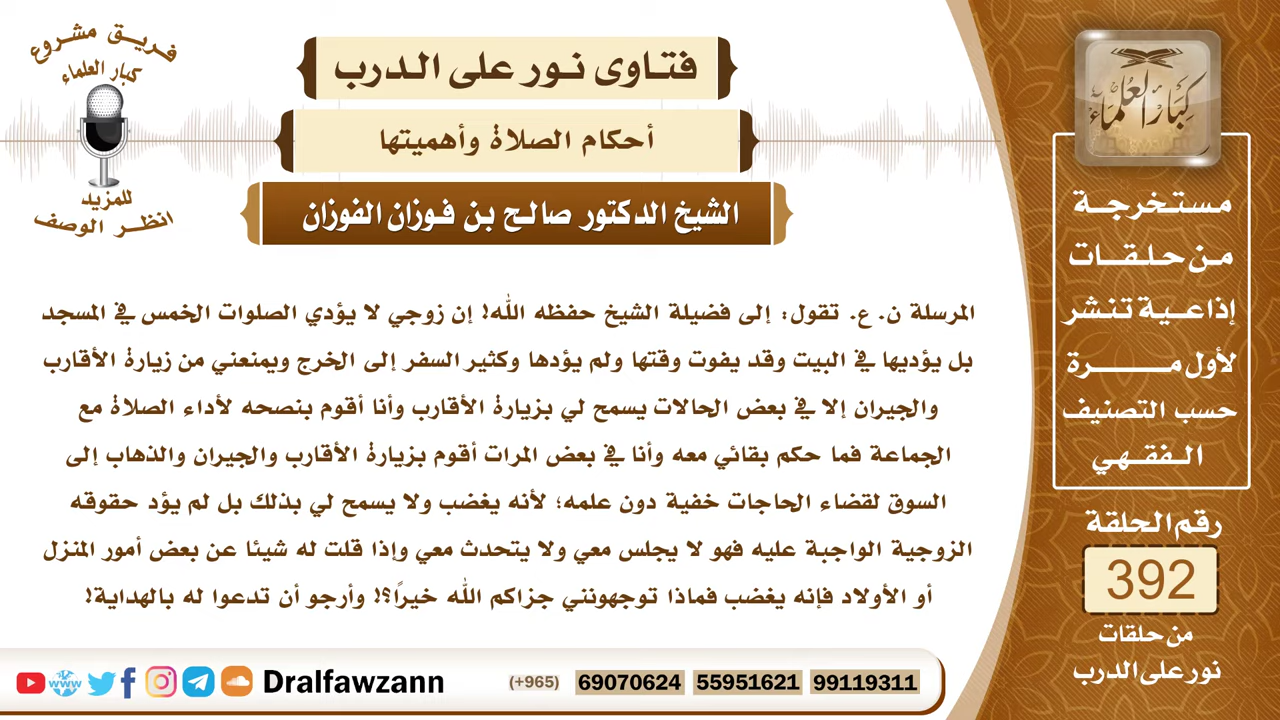 فريق مشروع
كبار العلماء
للمزيد
انظر الوصف
فتاوى نور على الدرب
أحكام الصلاة وأهميتها
الشيخ الدكتور صالح بن فوزان الفوزان
المرسلة ن. ع. تقول: إلى فضيلة الشيخ حفظه الله! إن زوجي لا يؤدي الصلوات الخمس في المسجد
بل يؤديها في البيت وقد يفوت وقتها ولم يؤدها وكثير السفر إلى الخرج ويمنعني من زيارة الأقارب
والجيران إلا في بعض الحالات يسمح لي بزيارة الأقارب وأنا أقوم بنصحه لأداء الصلاة مع
الجماعة فما حكم بقائي معه وأنا في بعض المرات أقوم بزيارة الأقارب والجيران والذهاب إلى
السوق لقضاء الحاجات خفية دون علمه؛ لأنه يغضب ولا يسمح لي بذلك بل لم يؤد حقوقه
الزوجية الواجبة عليه فهو لا يجلس معي ولا يتحدث معي وإذا قلت له شيئا عن بعض أمور المنزل
أو الأولاد فإنه يغضب فماذا توجهونني جزاكم الله خيراً؟! وأرجو أن تدعوا له بالهداية!
كبار العلماء
مستخرجة
من حلقات
إذاعية تنشر
لأول مرة
حسب التصنيف
الفقهي
رقم الحلقة
392
من حلقات
نور على الدرب
www
Dralfawzann
(+965) 69070624 55951621 99119311